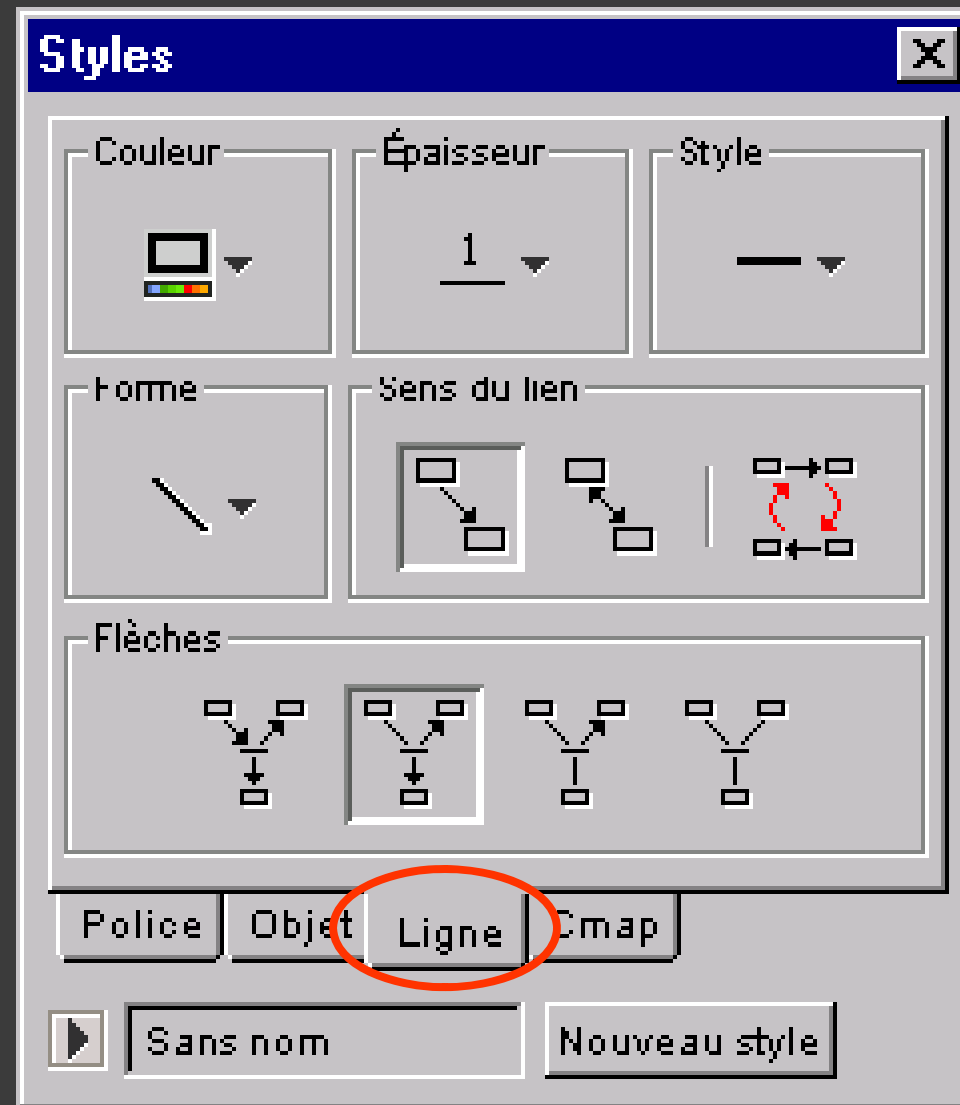 Styles
Couleur
Épaisseur
Style
1
Forme
Sens du lien
Flèches
Police
Objet
Ligne
Cmap
Sans nom
Nouveau style